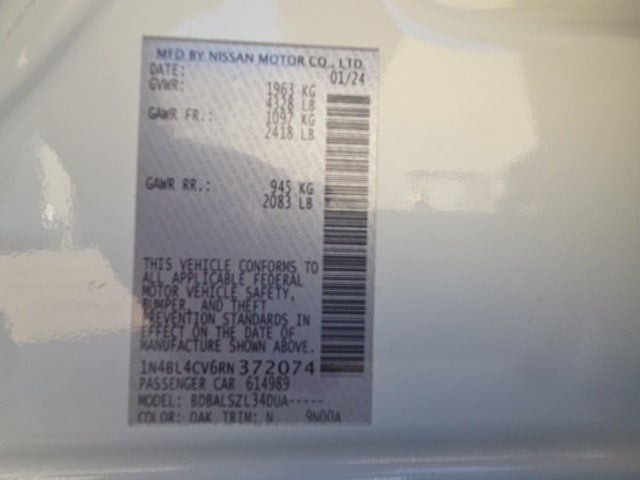 MFD BY NISSAN MOTOR CO., LTD.
DATE: 01/24
GVWR: 1963 KG
4328 LB
GAWR FR.: 1097 KG
2418 LB
GAWR RR.: 945 KG
2083 LB
THIS VEHICLE CONFORMS TO
ALL APPLICABLE FEDERAL
MOTOR VEHICLE SAFETY,
BUMPER, AND THEFT
PREVENTION STANDARDS IN
EFFECT ON THE DATE OF
MANUFACTURE SHOWN ABOVE.
1N4BL4CV6RN372074
PASSENGER CAR 614989
MODEL: BDBALSZL34DUA-----
COLOR: QAK TRIM: N 9N00A